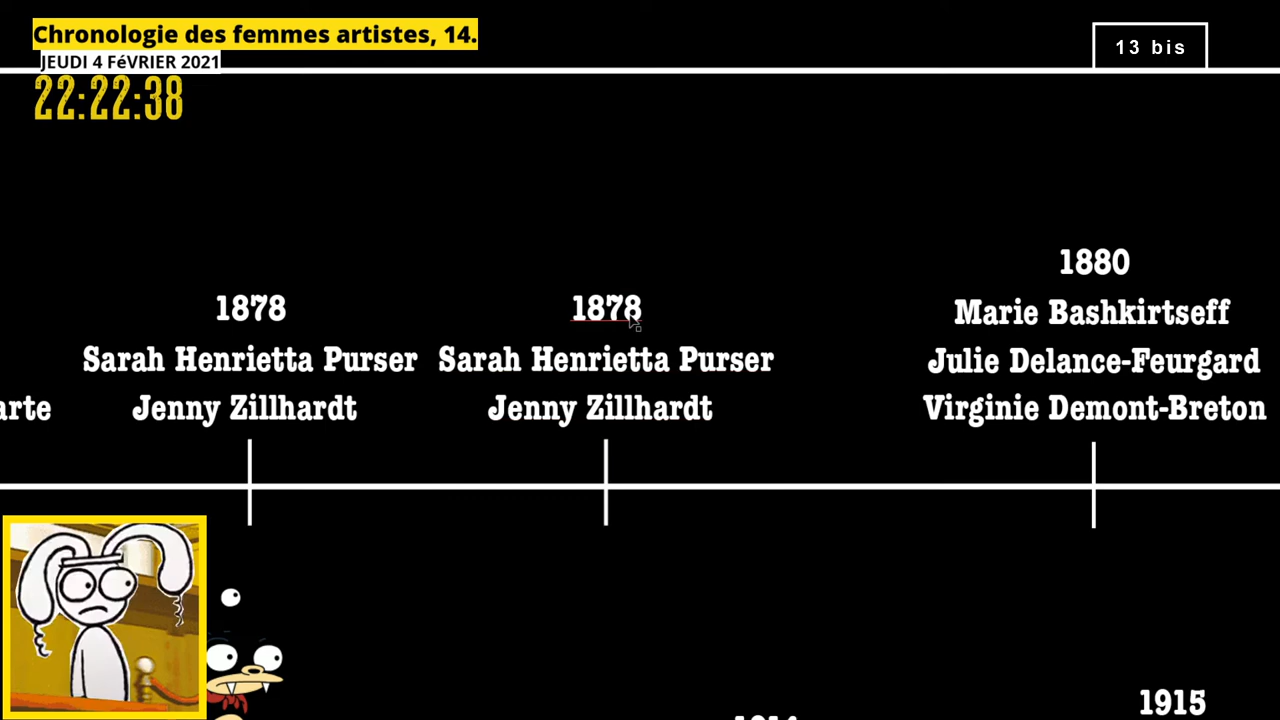 Chronologie des femmes artistes, 14.
JEUDI 4 FéVRIER 2021
22:22:38
13 bis
1878
Sarah Henrietta Purser
Jenny Zillhardt
1878
Sarah Henrietta Purser
Jenny Zillhardt
1880
Marie Bashkirtseff
Julie Delance-Feurgard
Virginie Demont-Breton
arte
1915